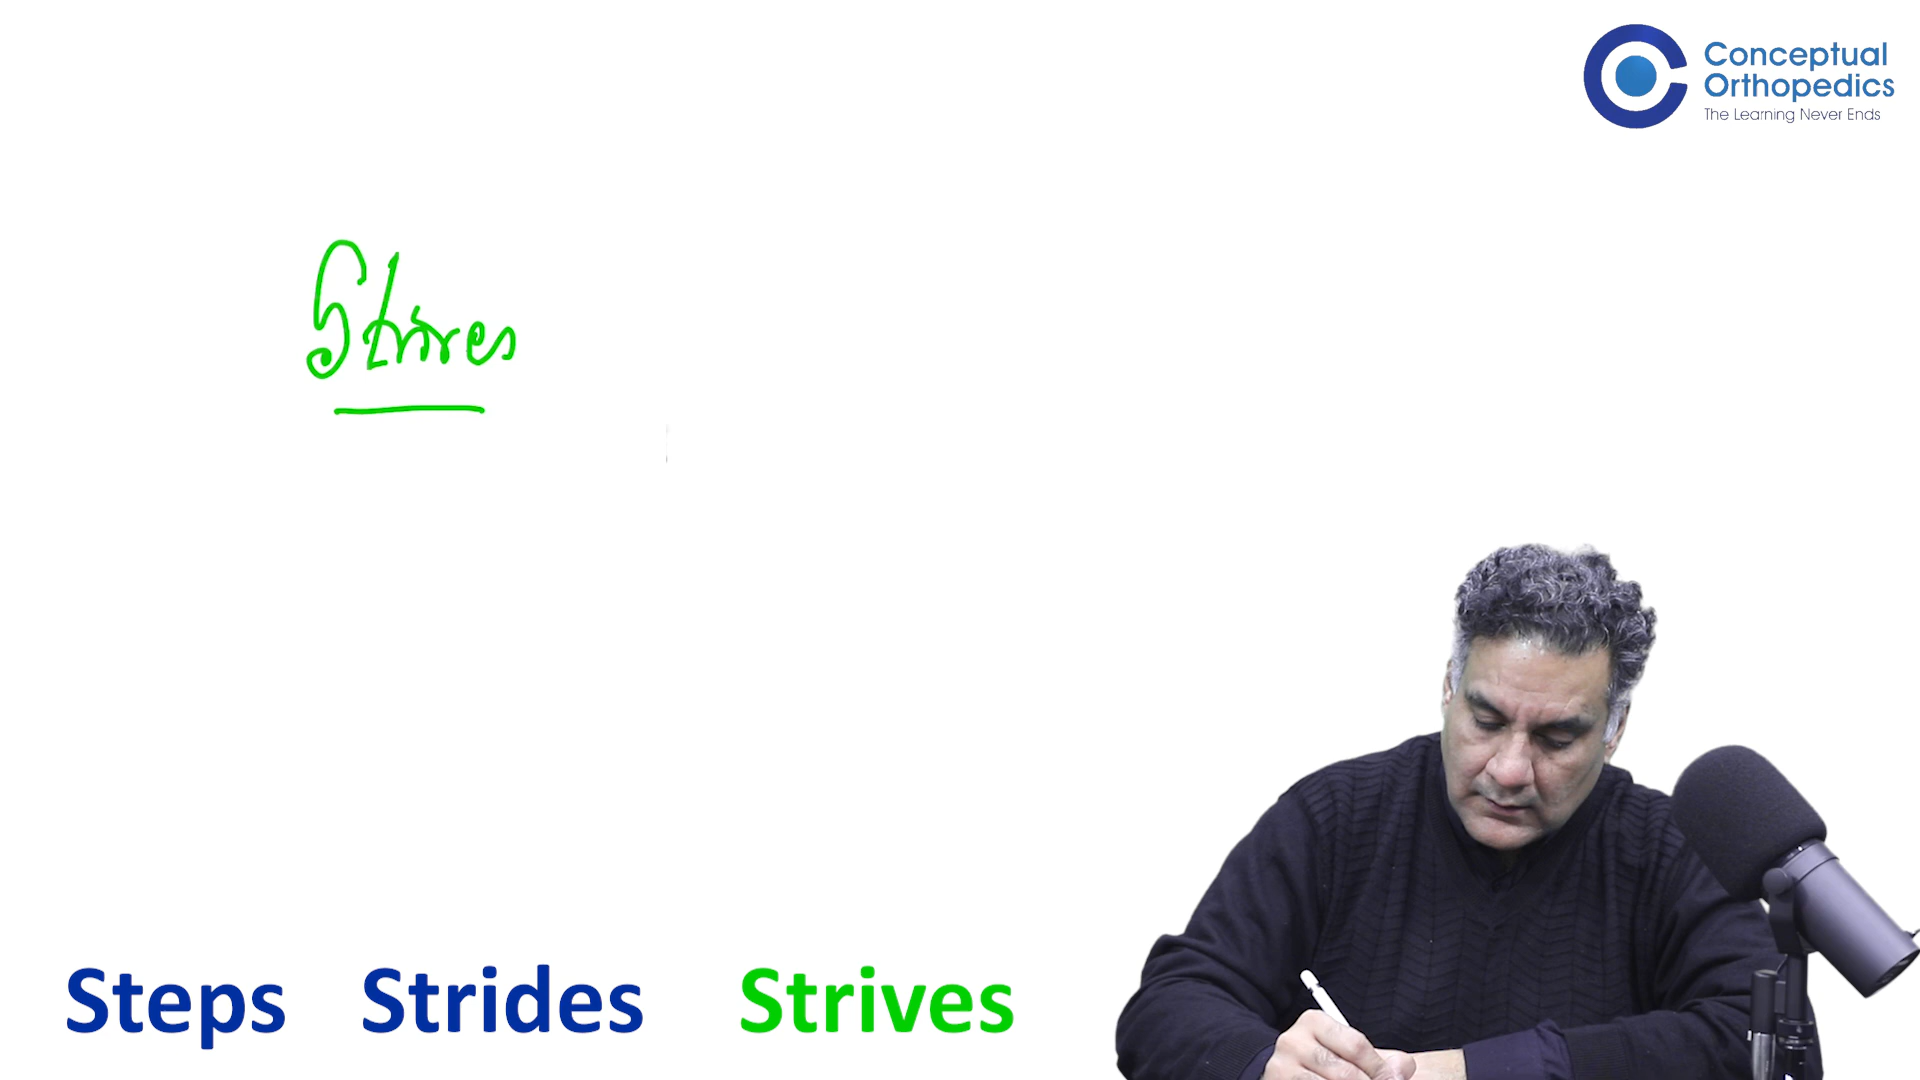 Conceptual
Orthopedics
The Learning Never Ends
Strives
Steps Strides Strives